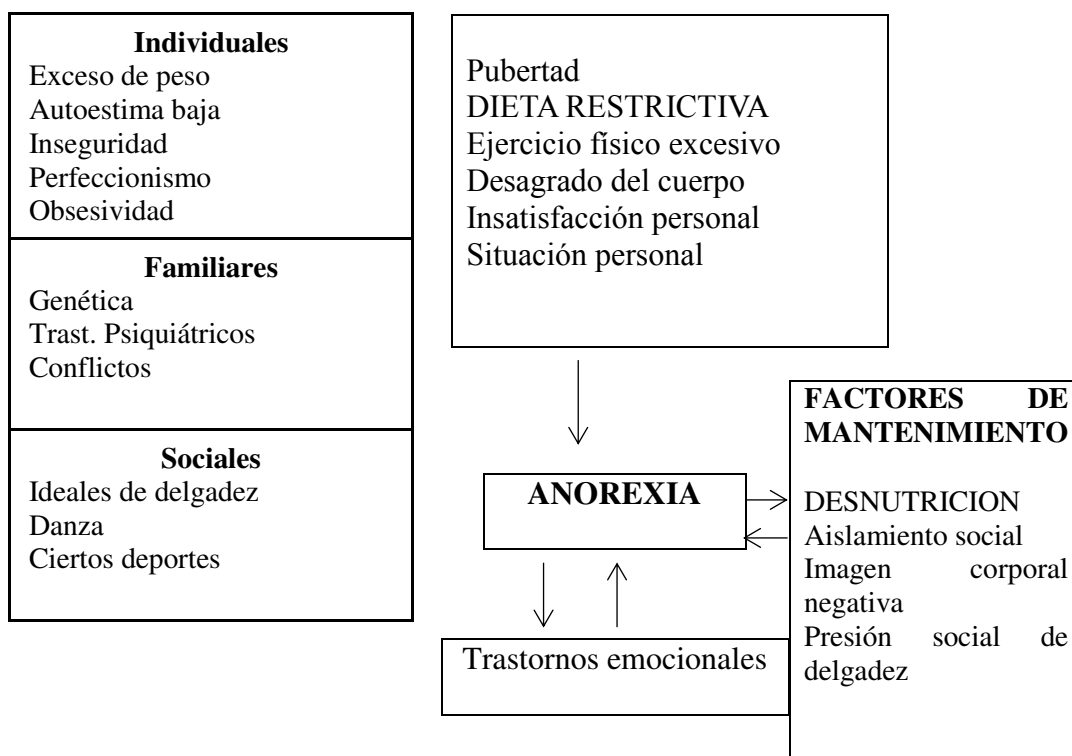 Individuales
Exceso de peso
Autoestima baja
Inseguridad
Perfeccionismo
Obsesividad
Familiares
Genética
Trast. Psiquiátricos
Conflictos
Sociales
Ideales de delgadez
Danza
Ciertos deportes
Pubertad
DIETA RESTRICTIVA
Ejercicio físico excesivo
Desagrado del cuerpo
Insatisfacción personal
Situación personal
ANOREXIA
Trastornos emocionales
FACTORES DE
MANTENIMIENTO
DESNUTRICION
Aislamiento social
Imagen corporal
negativa
Presión social de
delgadez